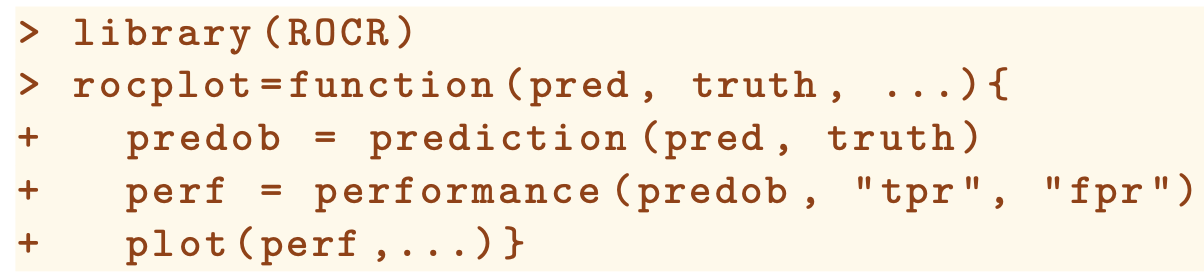 > library(ROCR)
> rocplot=function(pred, truth, ...){
+   predob = prediction(pred, truth)
+   perf = performance(predob, "tpr", "fpr")
+   plot(perf,...)}